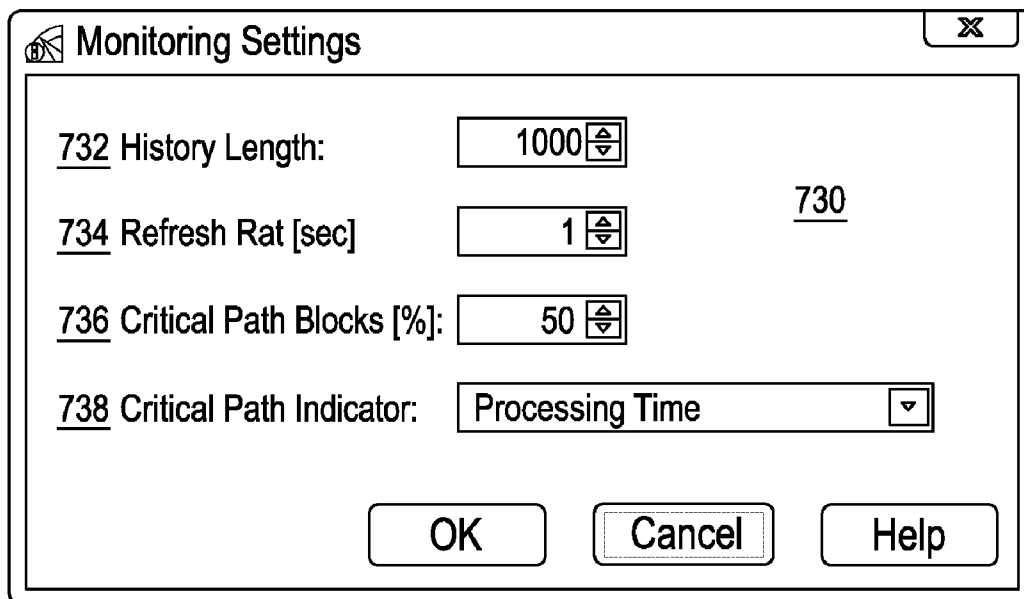 Monitoring Settings X
732 History Length: 1000
730
734 Refresh Rat [sec] 1
736 Critical Path Blocks [%]: 50
738 Critical Path Indicator: Processing Time
OK Cancel Help